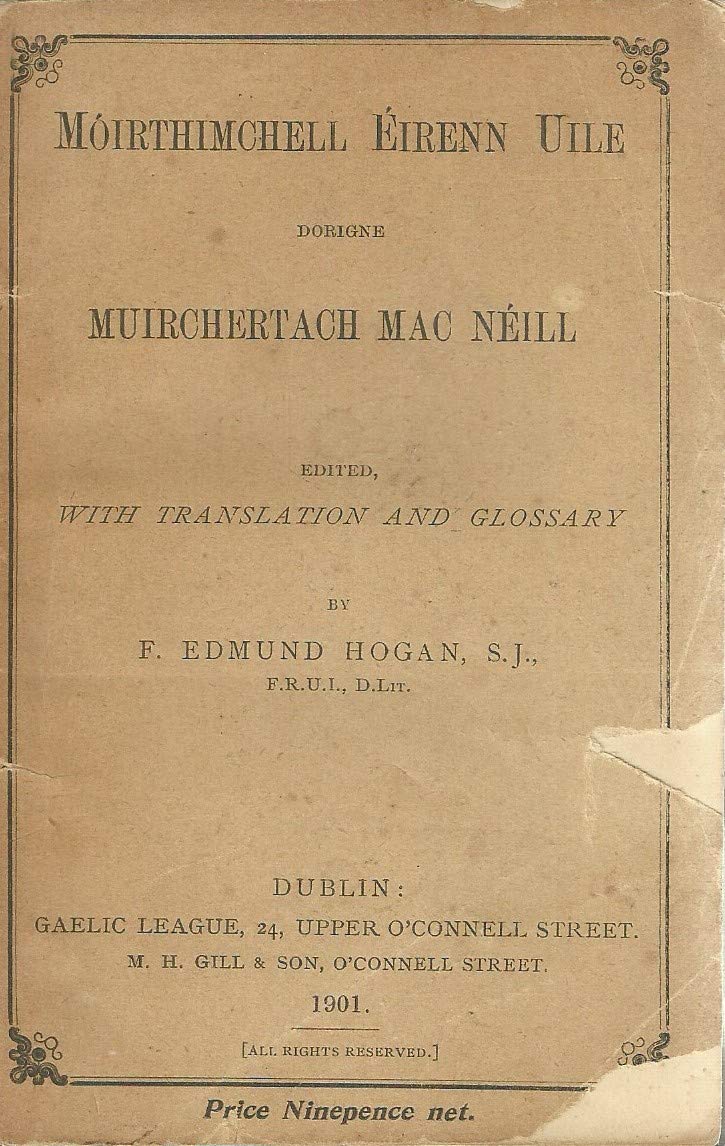 MÓIRTHIMCHELL ÉIRENN UILE
DORIGNE
MUIRCHERTACH MAC NÉILL
EDITED,
WITH TRANSLATION AND GLOSSARY
BY
F. EDMUND HOGAN, S.J.,
F.R.U.I., D.LIT.
DUBLIN:
GAELIC LEAGUE, 24, UPPER O'CONNELL STREET.
M. H. GILL & SON, O'CONNELL STREET.
1901.
[ALL RIGHTS RESERVED.]
Price Ninepence net.